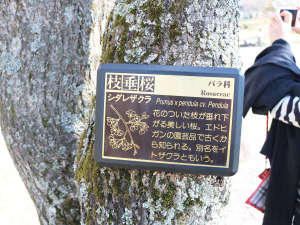 枝垂桜
シダレザクラ
バラ科
Rosaceae
Prunus x pendula cv. Pendula
花のついた枝が垂れ下
がる美しい桜。エドヒ
ガンの園芸品で古くか
ら知られる。別名をイ
トザクラともいう。